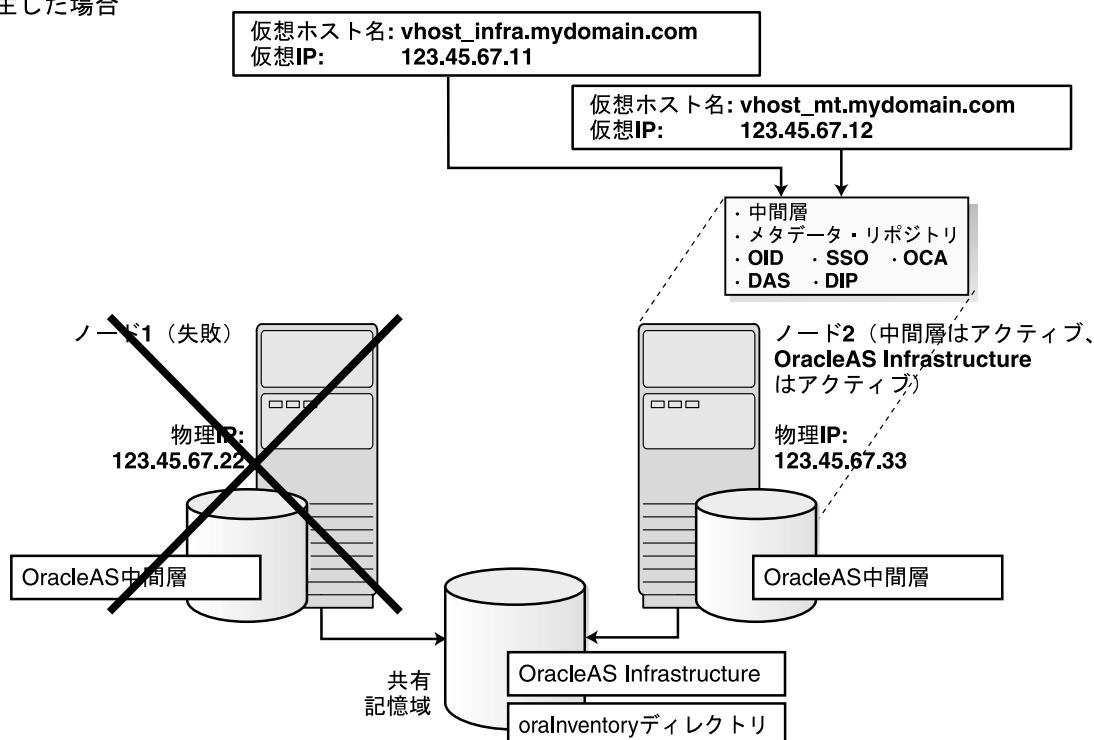 生した場合
仮想ホスト名: vhost_infra.mydomain.com
仮想IP: 123.45.67.11
仮想ホスト名: vhost_mt.mydomain.com
仮想IP: 123.45.67.12
・中間層
・メタデータ・リポジトリ
・OID ・SSO ・OCA
・DAS ・DIP
ノード1（失敗）
ノード2（中間層はアクティブ、
OracleAS Infrastructure
はアクティブ）
物理IP:
123.45.67.22
物理IP:
123.45.67.33
OracleAS中間層
OracleAS中間層
共有
記憶域
OracleAS Infrastructure
oraInventoryディレクトリ